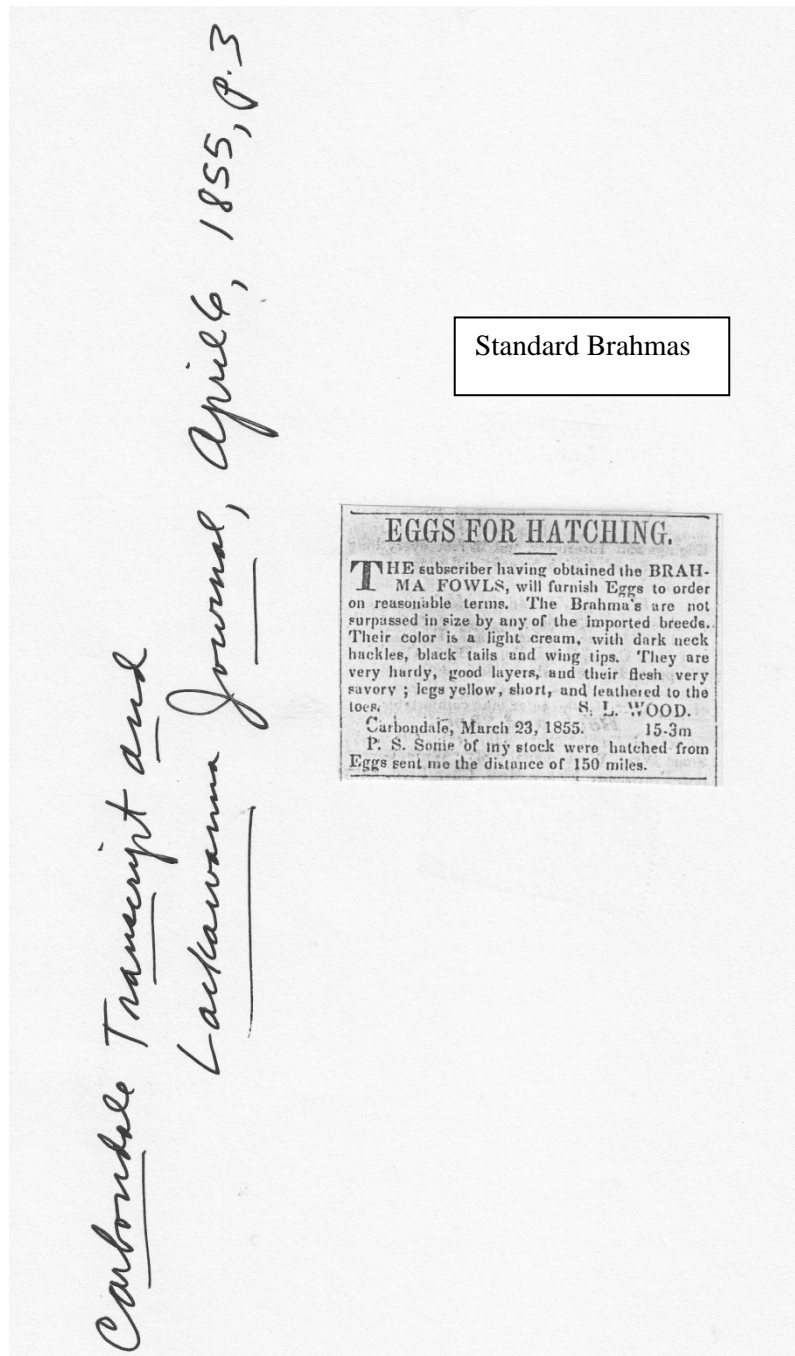 Carbondale Transcript and
Lackawanna Journal, April 6, 1855, p. 3
Standard Brahmas
EGGS FOR HATCHING.
THE subscriber having obtained the BRAH-
MA FOWLS, will furnish Eggs to order
on reasonable terms. The Brahma's are not
surpassed in size by any of the imported breeds.
Their color is a light cream, with dark neck
hackles, black tails and wing tips. They are
very hardy, good layers, and their flesh very
savory ; legs yellow, short, and feathered to the
toes. S. L. WOOD.
Carbondale, March 23, 1855. 15-3m
P. S. Some of my stock were hatched from
Eggs sent me the distance of 150 miles.